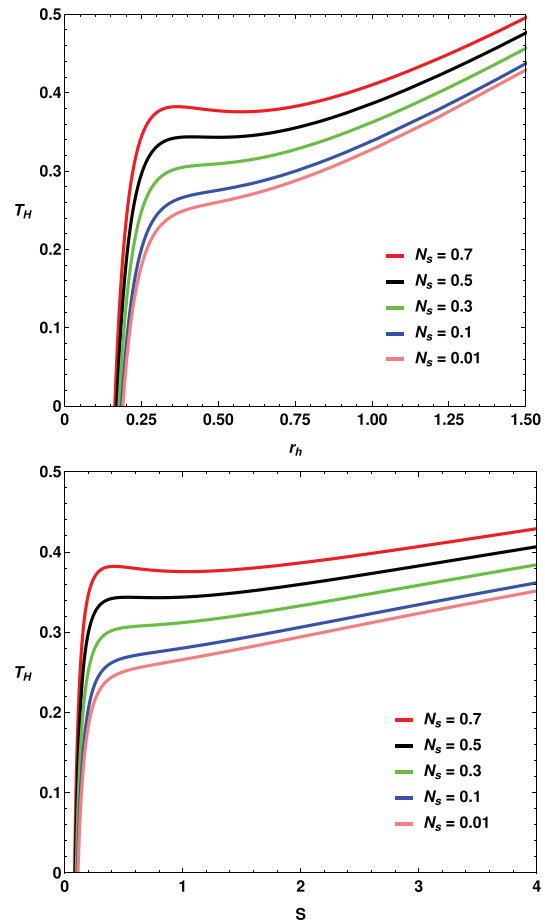 0.5
0.4
0.3
T_H
0.2
0.1
0
N_s = 0.7
N_s = 0.5
N_s = 0.3
N_s = 0.1
N_s = 0.01
0 0.25 0.50 0.75 1.00 1.25 1.50
r_h
0.5
0.4
0.3
T_H
0.2
0.1
0
N_s = 0.7
N_s = 0.5
N_s = 0.3
N_s = 0.1
N_s = 0.01
0 1 2 3 4
S